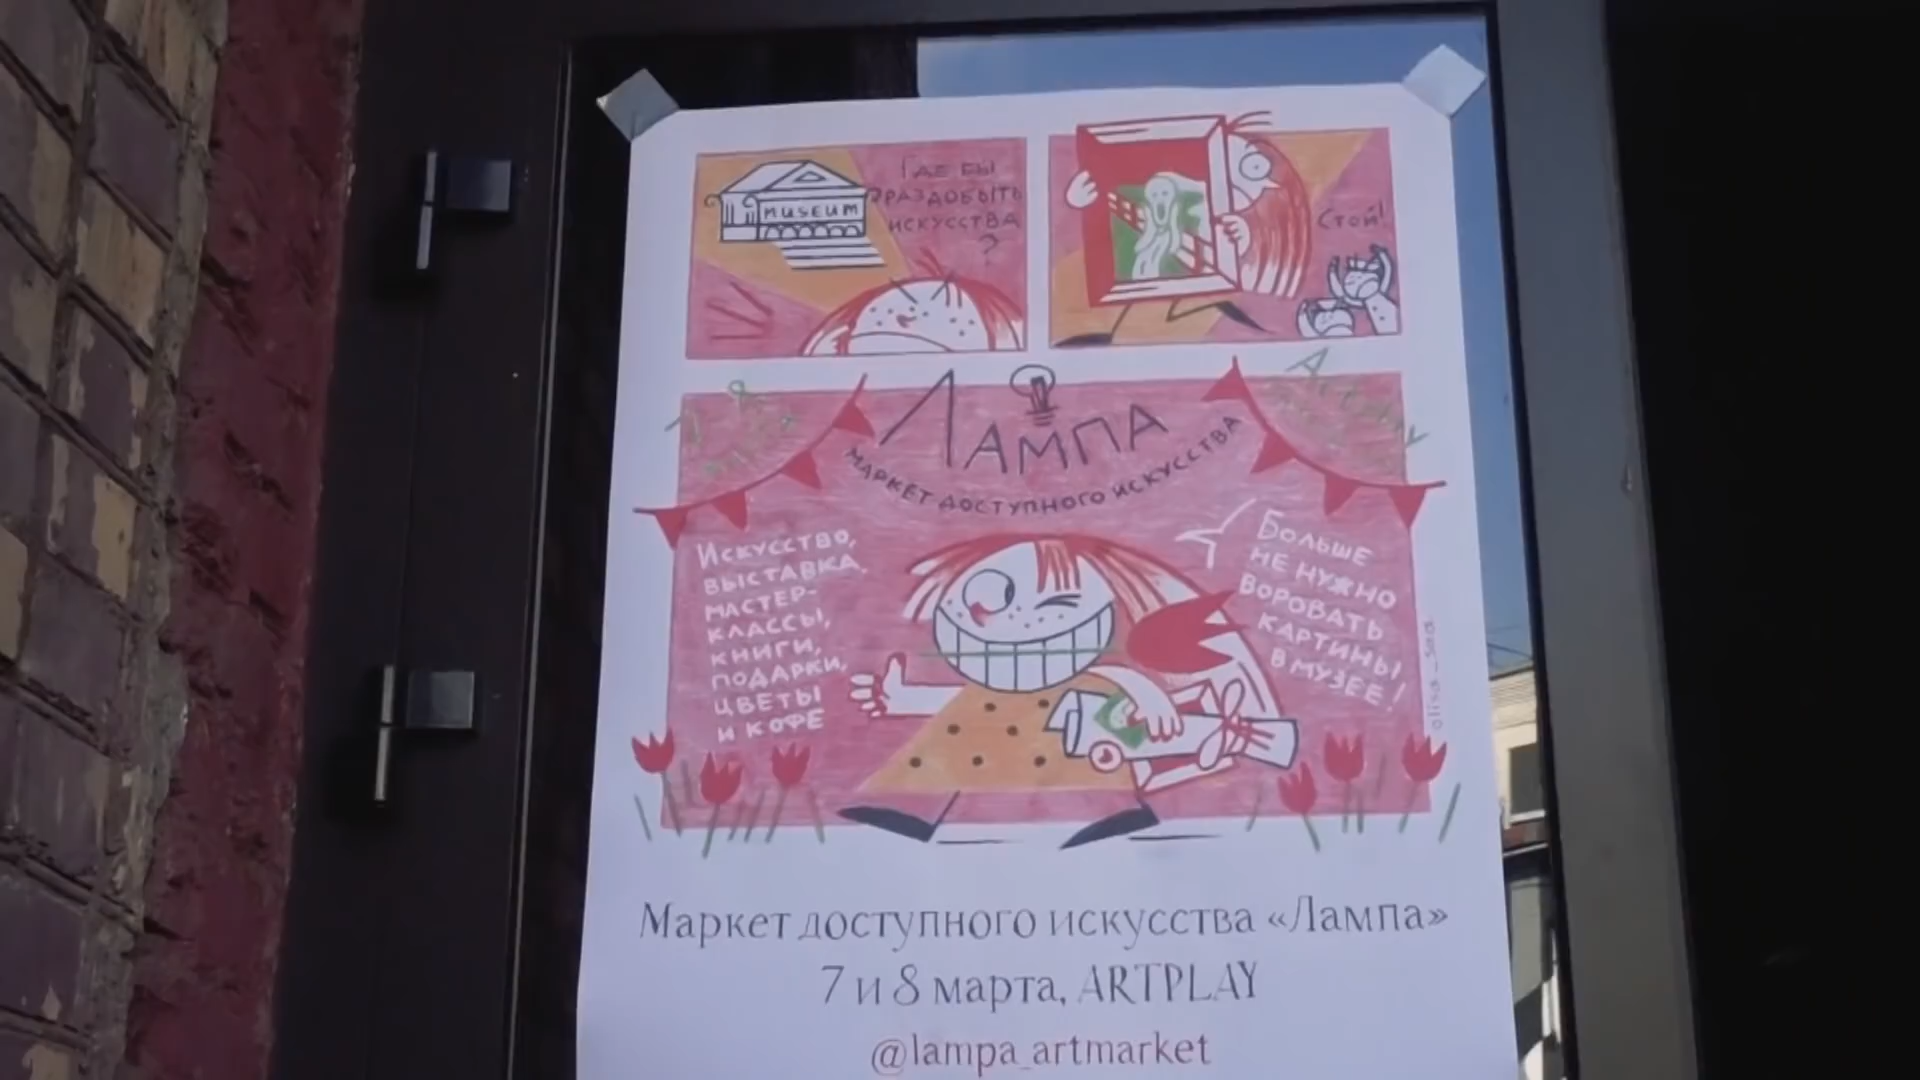 MUSEUM
ГДЕ БЫ
РАЗДОБЫТЬ
ИСКУССТВА
?
СТОЙ!
ЛАМПА
МАРКЕТ ДОСТУПНОГО ИСКУССТВА
ИСКУССТВО,
ВЫСТАВКА,
МАСТЕР-
КЛАССЫ,
КНИГИ,
ПОДАРКИ,
ЦВЕТЫ
И КОФЕ
БОЛЬШЕ
НЕ НУЖНО
ВОРОВАТЬ
КАРТИНЫ
В МУЗЕЕ!
Маркет доступного искусства «Лампа»
7 и 8 марта, ARTPLAY
@lampa_artmarket